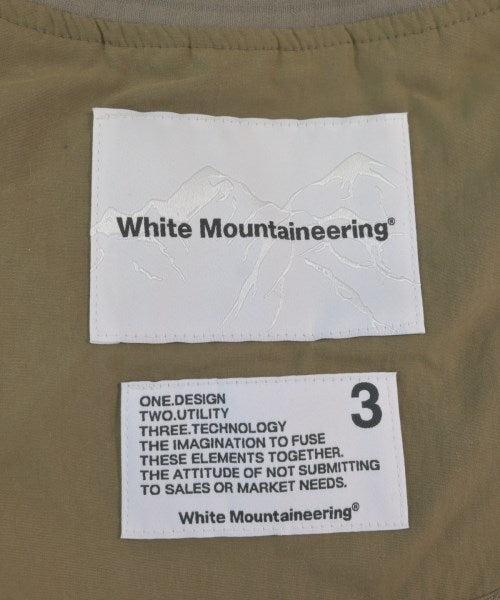 White Mountaineering®
ONE.DESIGN
TWO.UTILITY
THREE.TECHNOLOGY
THE IMAGINATION TO FUSE
THESE ELEMENTS TOGETHER.
THE ATTITUDE OF NOT SUBMITTING
TO SALES OR MARKET NEEDS.
3
White Mountaineering®